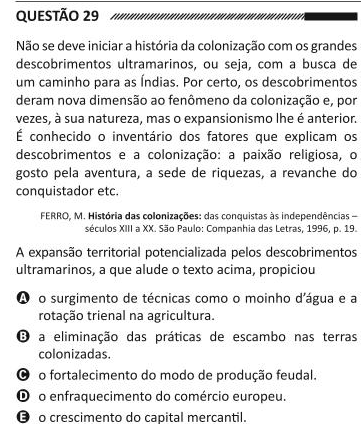 QUESTÃO 29
Não se deve iniciar a história da colonização com os grandes
descobrimentos ultramarinos, ou seja, com a busca de
um caminho para as Índias. Por certo, os descobrimentos
deram nova dimensão ao fenômeno da colonização e, por
vezes, à sua natureza, mas o expansionismo lhe é anterior.
É conhecido o inventário dos fatores que explicam os
descobrimentos e a colonização: a paixão religiosa, o
gosto pela aventura, a sede de riquezas, a revanche do
conquistador etc.
FERRO, M. História das colonizações: das conquistas às independências –
séculos XIII a XX. São Paulo: Companhia das Letras, 1996, p. 19.
A expansão territorial potencializada pelos descobrimentos
ultramarinos, a que alude o texto acima, propiciou
A o surgimento de técnicas como o moinho d’água e a
rotação trienal na agricultura.
B a eliminação das práticas de escambo nas terras
colonizadas.
C o fortalecimento do modo de produção feudal.
D o enfraquecimento do comércio europeu.
E o crescimento do capital mercantil.